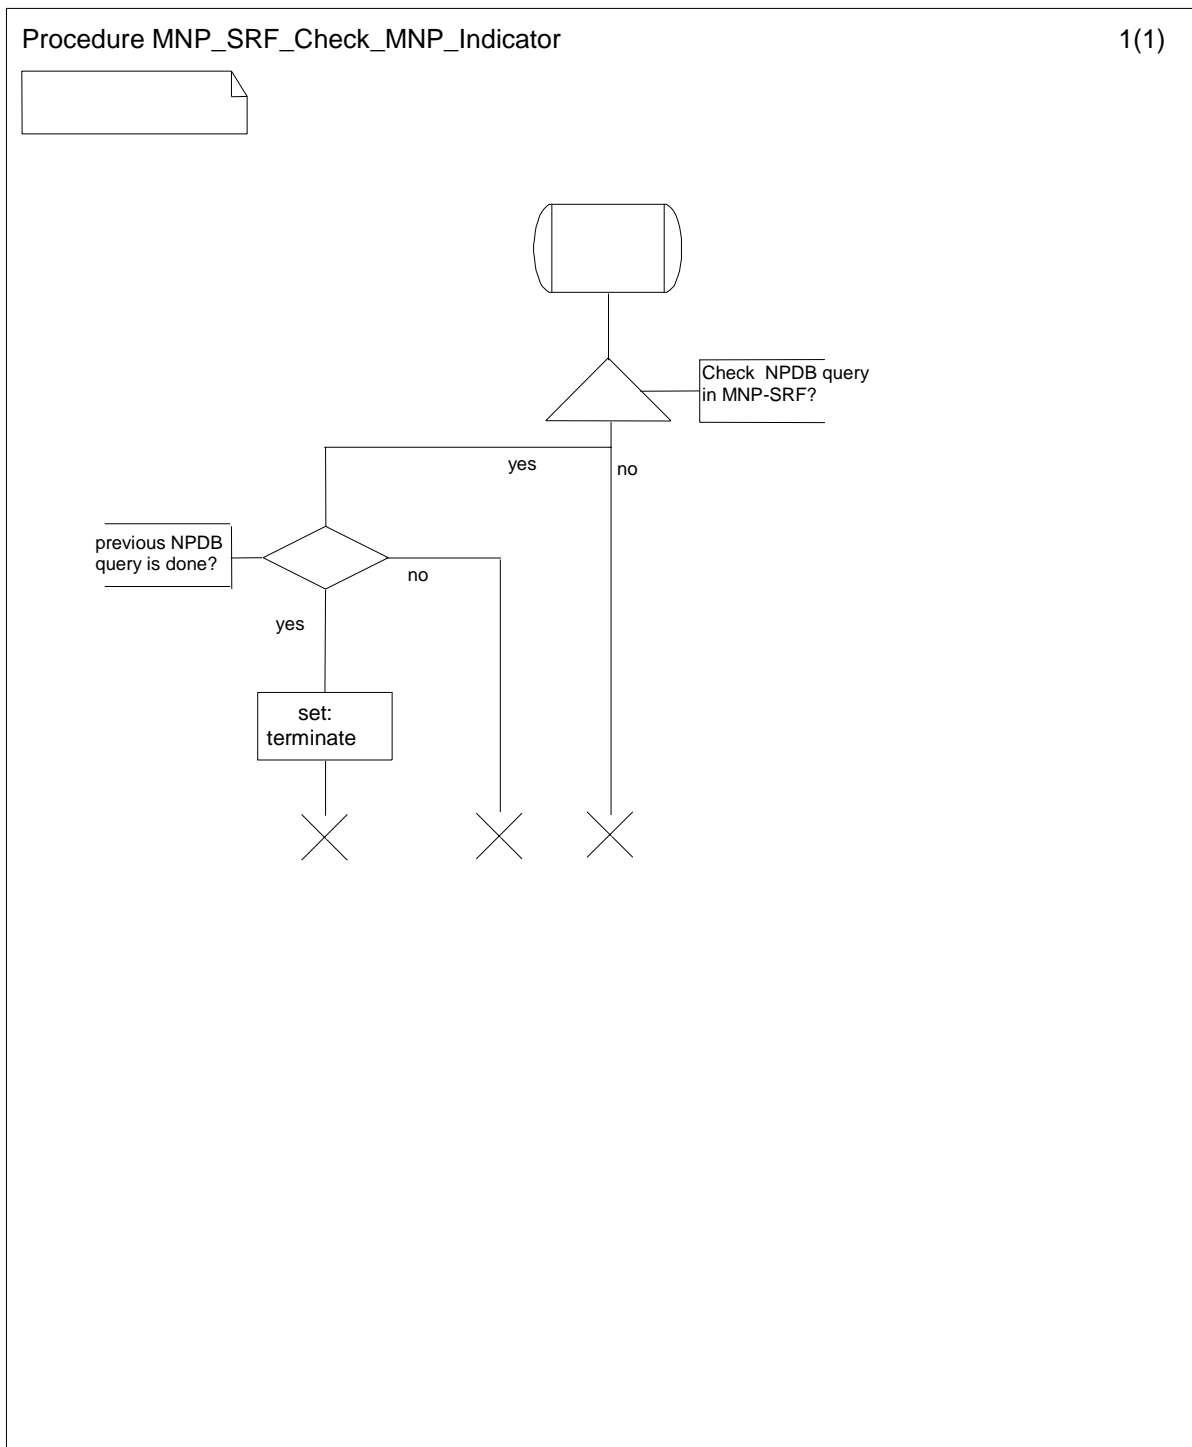 Procedure MNP_SRF_Check_MNP_Indicator
1(1)
Check  NPDB query
in MNP-SRF?
yes
no
previous NPDB
query is done?
no
yes
set:
terminate